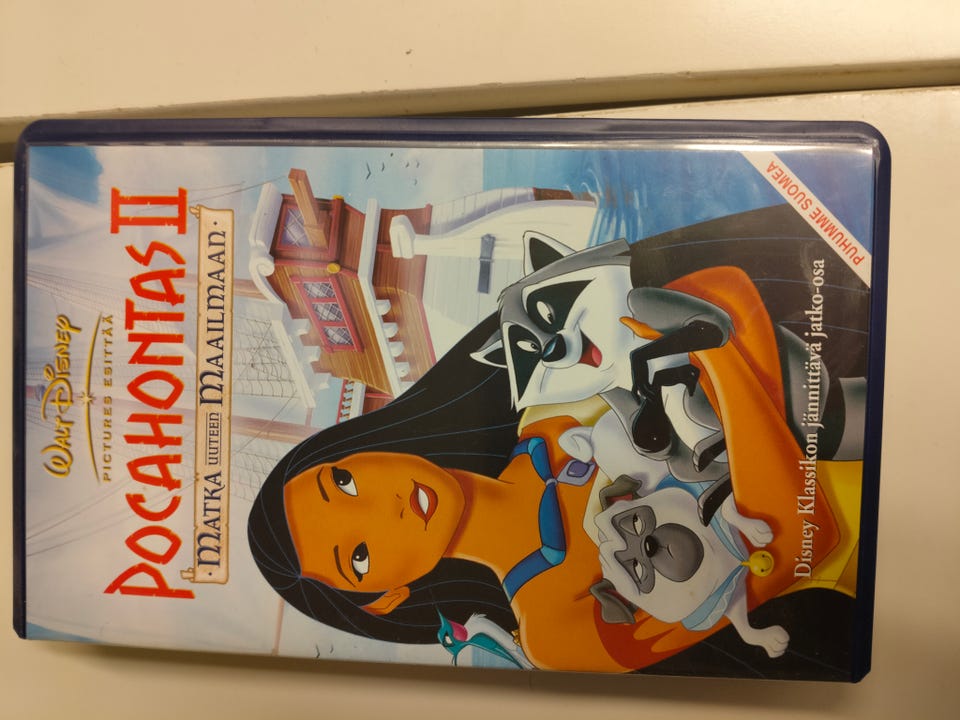 WALT DISNEY
PICTURES ESITTÄÄ
POCAHONTAS II
· MATKA UUTEEN MAAILMAAN ·
PUHUMME SUOMEA
Disney Klassikon jännittävä jatko-osa